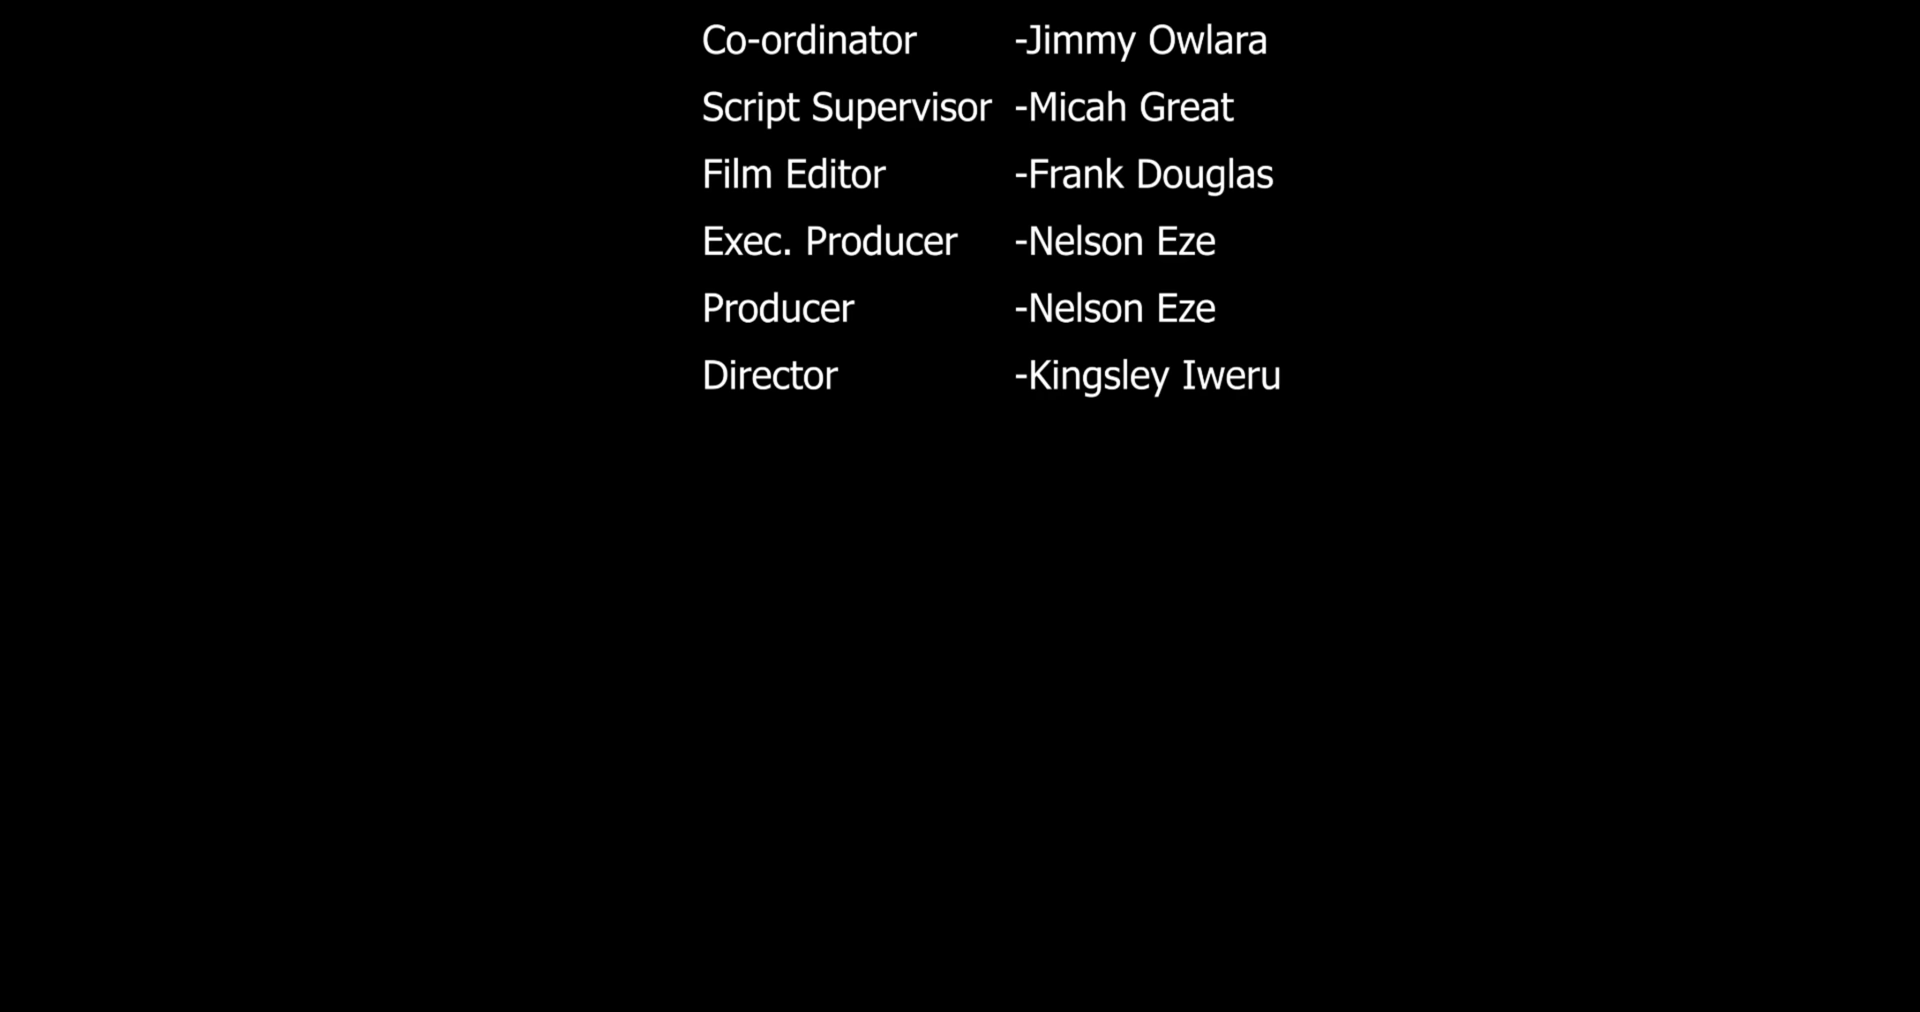 Co-ordinator -Jimmy Owlara
Script Supervisor -Micah Great
Film Editor -Frank Douglas
Exec. Producer -Nelson Eze
Producer -Nelson Eze
Director -Kingsley Iweru